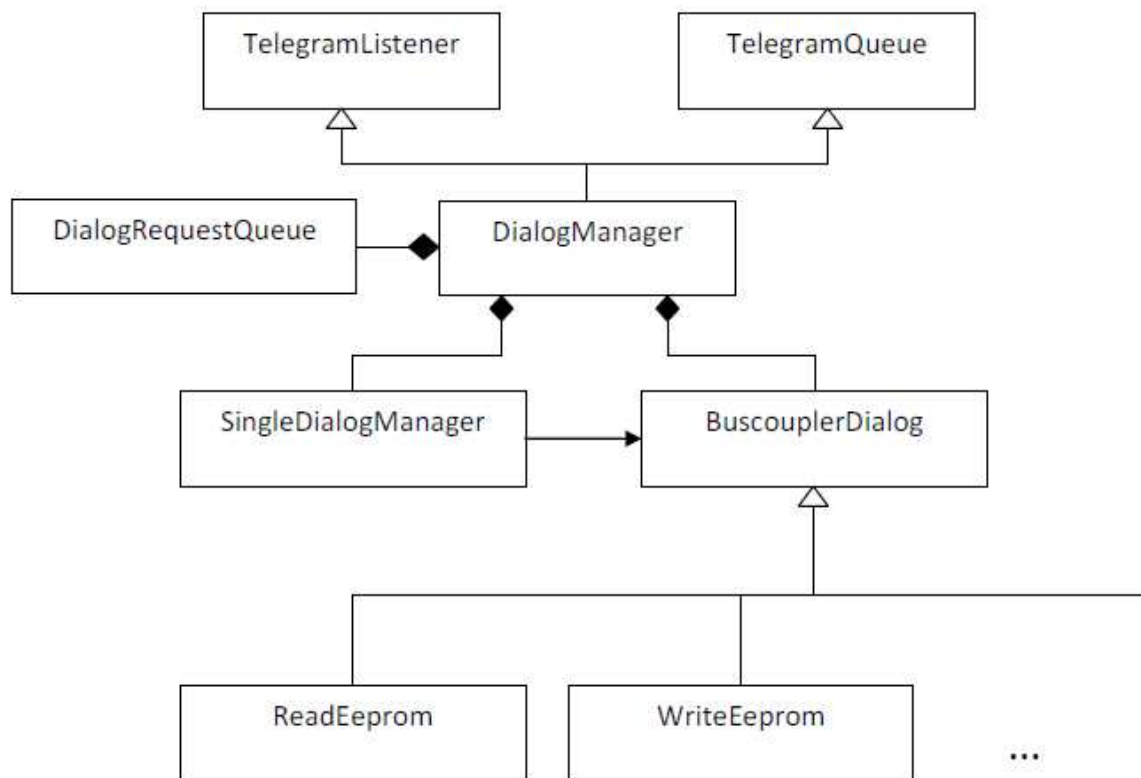 TelegramListener
TelegramQueue
DialogRequestQueue
DialogManager
SingleDialogManager
BuscouplerDialog
ReadEeprom
WriteEeprom
...